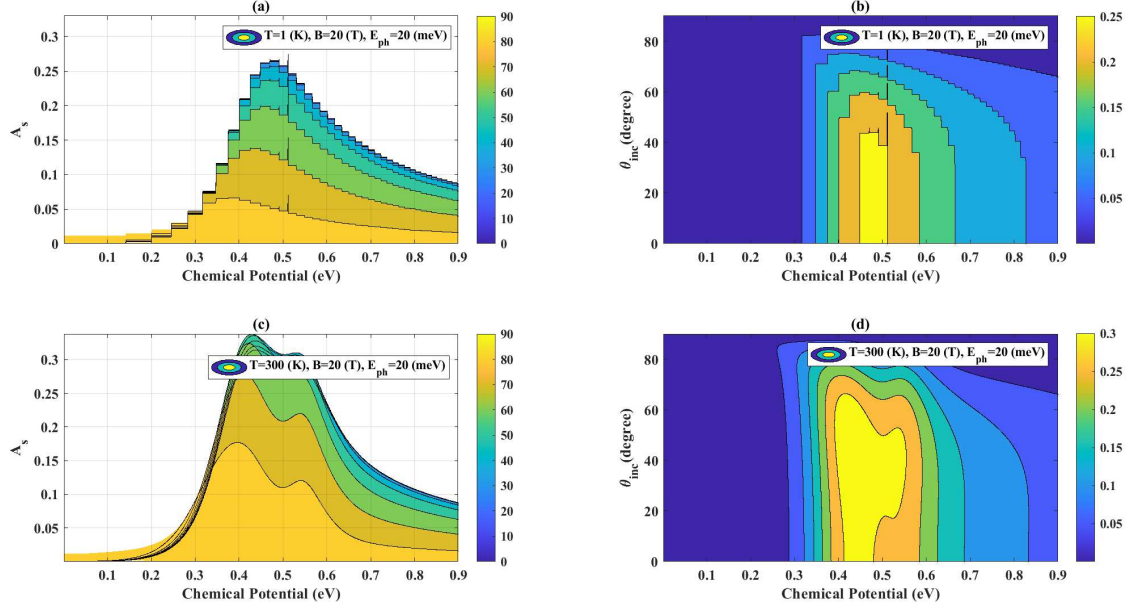 (a)
T=1 (K), B=20 (T), E_ph=20 (meV)
A_s
0.3
0.25
0.2
0.15
0.1
0.05
0
0.1 0.2 0.3 0.4 0.5 0.6 0.7 0.8 0.9
Chemical Potential (eV)
90
80
70
60
50
40
30
20
10
0
(b)
T=1 (K), B=20 (T), E_ph=20 (meV)
θ_inc(degree)
80
60
40
20
0
0.1 0.2 0.3 0.4 0.5 0.6 0.7 0.8 0.9
Chemical Potential (eV)
0.25
0.2
0.15
0.1
0.05
(c)
T=300 (K), B=20 (T), E_ph=20 (meV)
A_s
0.3
0.25
0.2
0.15
0.1
0.05
0.1 0.2 0.3 0.4 0.5 0.6 0.7 0.8 0.9
Chemical Potential (eV)
90
80
70
60
50
40
30
20
10
0
(d)
T=300 (K), B=20 (T), E_ph=20 (meV)
θ_inc(degree)
80
60
40
20
0
0.1 0.2 0.3 0.4 0.5 0.6 0.7 0.8 0.9
Chemical Potential (eV)
0.3
0.25
0.2
0.15
0.1
0.05